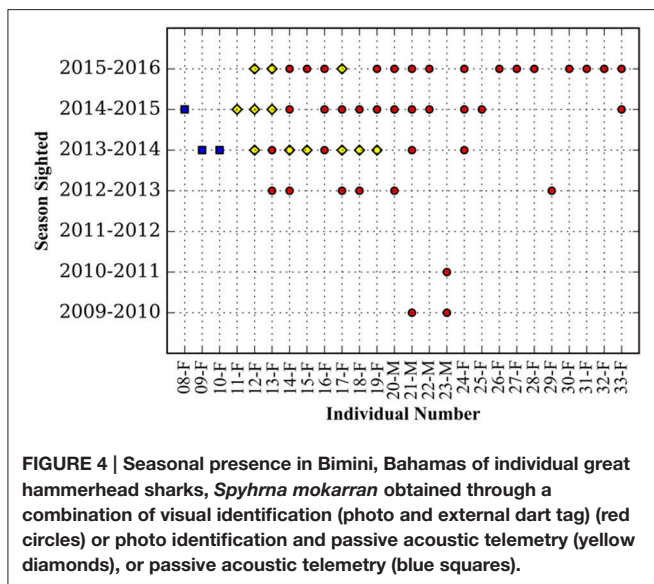 Season Sighted
2015-2016
2014-2015
2013-2014
2012-2013
2011-2012
2010-2011
2009-2010
08-F
09-F
10-F
11-F
12-F
13-F
14-F
15-F
16-F
17-F
18-F
19-F
20-M
21-M
22-M
23-M
24-F
25-F
26-F
27-F
28-F
29-F
30-F
31-F
32-F
33-F
Individual Number
FIGURE 4 | Seasonal presence in Bimini, Bahamas of individual great
hammerhead sharks, Spyhrna mokarran obtained through a
combination of visual identification (photo and external dart tag) (red
circles) or photo identification and passive acoustic telemetry (yellow
diamonds), or passive acoustic telemetry (blue squares).